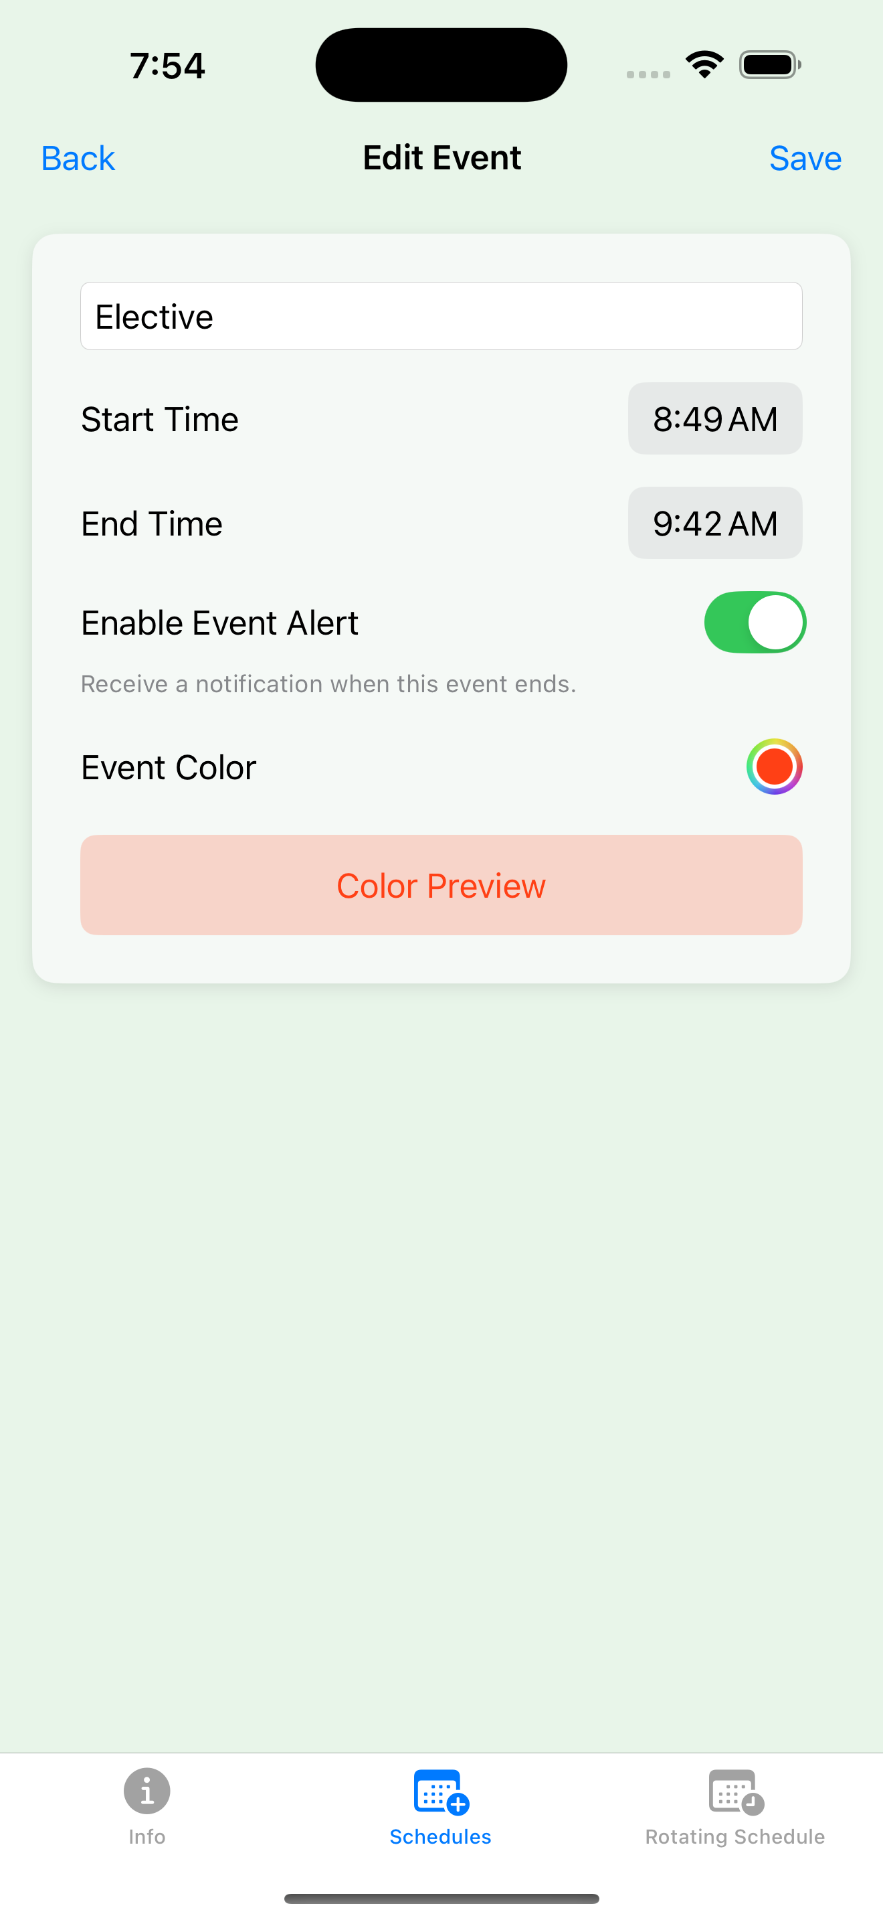 7:54
Back
Edit Event
Save
Elective
Start Time
8:49 AM
End Time
9:42 AM
Enable Event Alert
Receive a notification when this event ends.
Event Color
Color Preview
Info
Schedules
Rotating Schedule